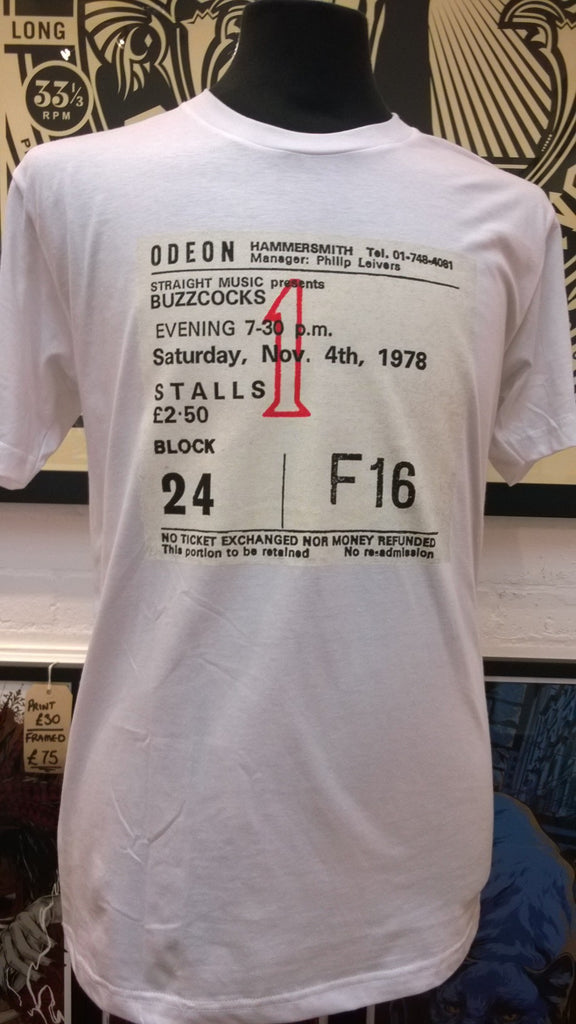 LONG
33 1/3
RPM
ODEON HAMMERSMITH Tel. 01-748-4081
Manager: Philip Leivers
STRAIGHT MUSIC presents
BUZZCOCKS
1
EVENING 7-30 p.m.
Saturday, Nov. 4th, 1978
STALLS
£2·50
BLOCK
24 F16
NO TICKET EXCHANGED NOR MONEY REFUNDED
This portion to be retained No re-admission
PRINT
£30
FRAMED
£75